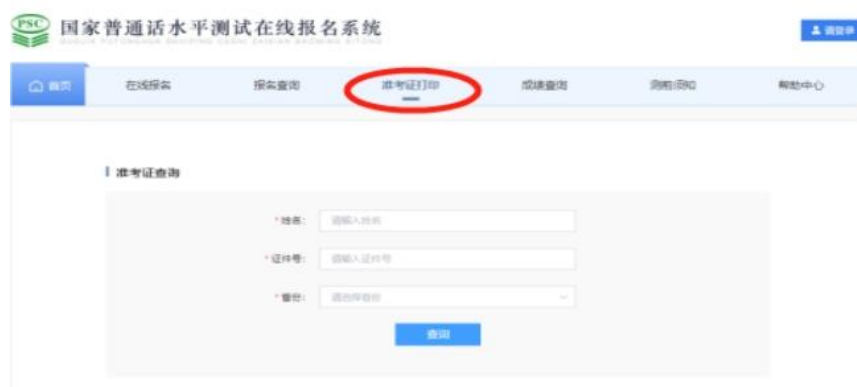 PSC
国家普通话水平测试在线报名系统
请登录
首页
在线报名
报名查询
准考证打印
成绩查询
测前须知
帮助中心
准考证查询
*姓名：
请输入姓名
*证件号：
请输入证件号
*省份：
请选择省份
查询